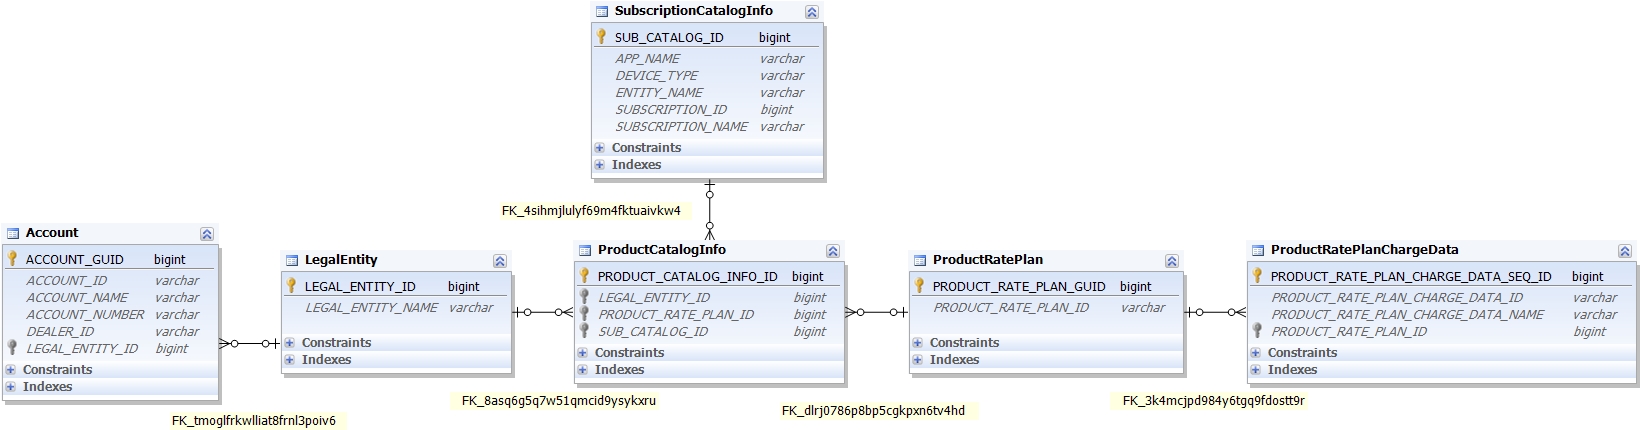 SubscriptionCatalogInfo
SUB_CATALOG_ID bigint
APP_NAME varchar
DEVICE_TYPE varchar
ENTITY_NAME varchar
SUBSCRIPTION_ID bigint
SUBSCRIPTION_NAME varchar
Constraints
Indexes
FK_4sihmjlulyf69m4fktuaivkw4
Account
ACCOUNT_GUID bigint
ACCOUNT_ID varchar
ACCOUNT_NAME varchar
ACCOUNT_NUMBER varchar
DEALER_ID varchar
LEGAL_ENTITY_ID bigint
Constraints
Indexes
FK_tmoglfrkwlliat8frnl3poiv6
LegalEntity
LEGAL_ENTITY_ID bigint
LEGAL_ENTITY_NAME varchar
Constraints
Indexes
FK_8asq6g5q7w51qmcid9ysykxru
ProductCatalogInfo
PRODUCT_CATALOG_INFO_ID bigint
LEGAL_ENTITY_ID bigint
PRODUCT_RATE_PLAN_ID bigint
SUB_CATALOG_ID bigint
Constraints
Indexes
FK_dlrj0786p8bp5cgkpxn6tv4hd
ProductRatePlan
PRODUCT_RATE_PLAN_GUID bigint
PRODUCT_RATE_PLAN_ID varchar
Constraints
Indexes
FK_3k4mcjpd984y6tgq9fdostt9r
ProductRatePlanChargeData
PRODUCT_RATE_PLAN_CHARGE_DATA_SEQ_ID bigint
PRODUCT_RATE_PLAN_CHARGE_DATA_ID varchar
PRODUCT_RATE_PLAN_CHARGE_DATA_NAME varchar
PRODUCT_RATE_PLAN_ID bigint
Constraints
Indexes